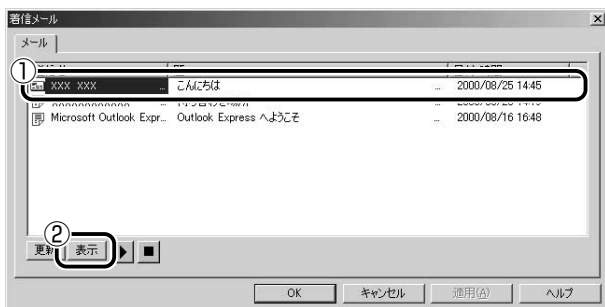 着信メール
メール
①
XXX XXX ... こんにちは ... 2000/08/25 14:45
Microsoft Outlook Expr... Outlook Express へようこそ ... 2000/08/16 16:48
②
更新 表示
OK キャンセル 適用(A) ヘルプ